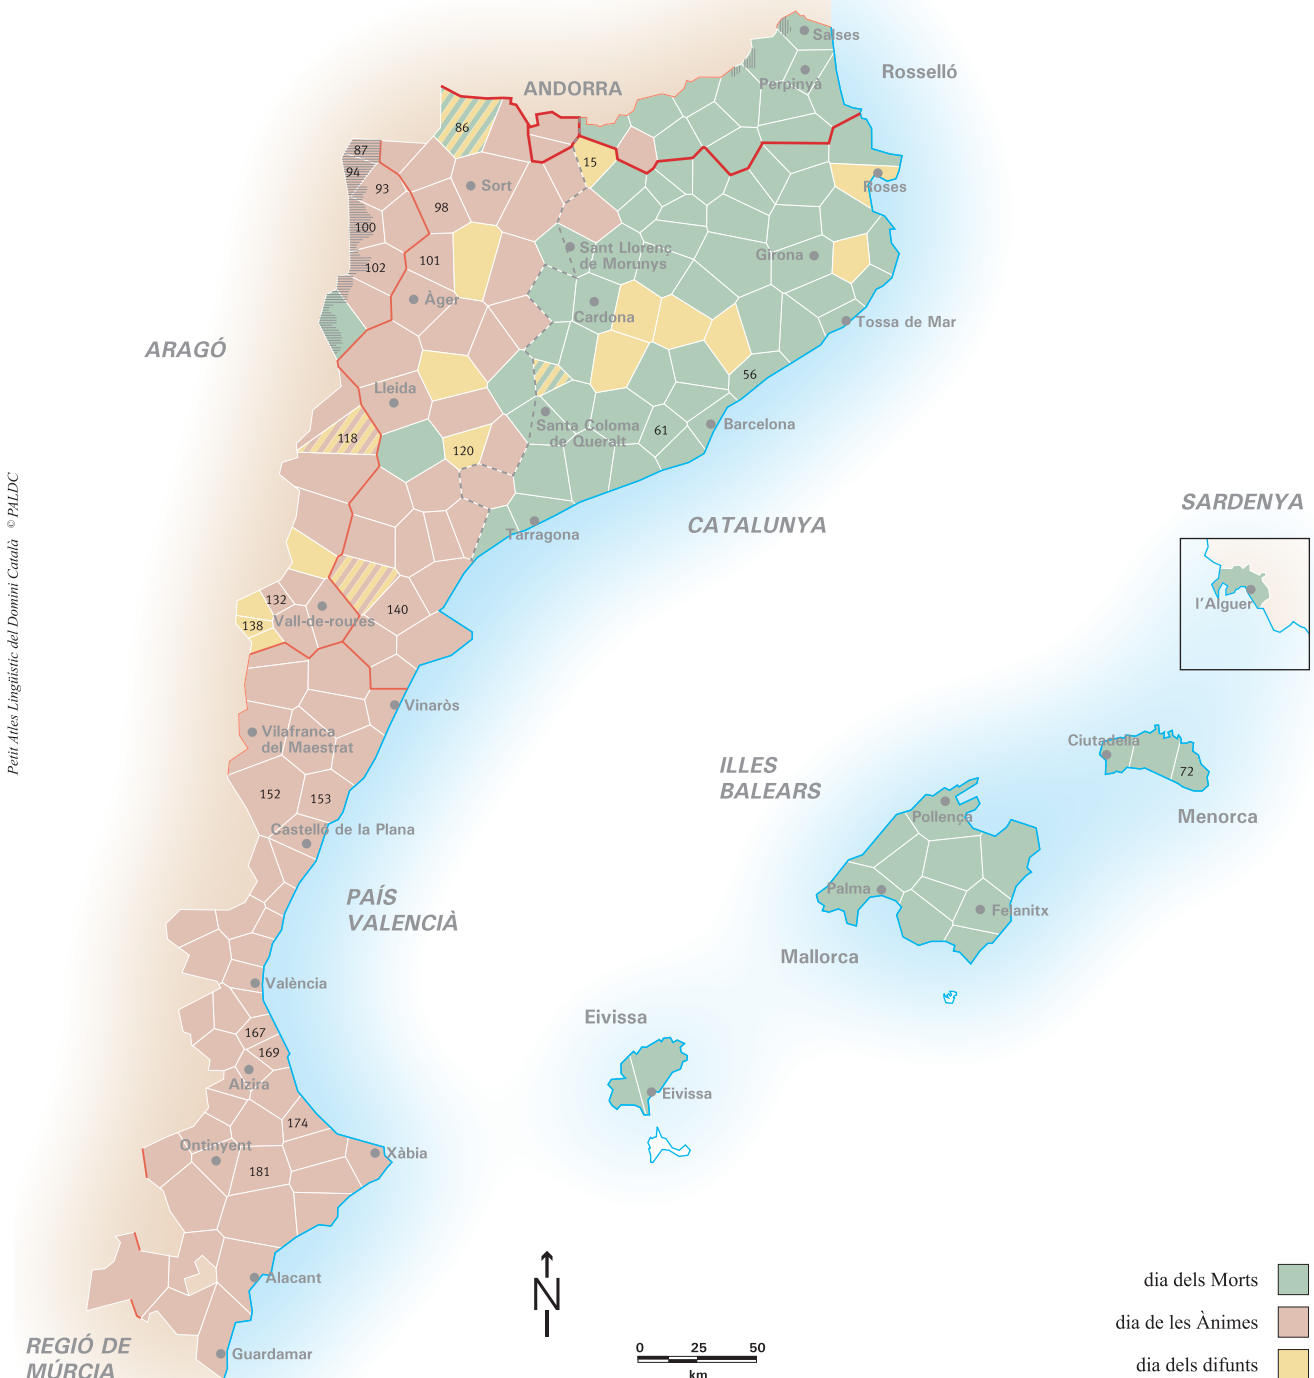 Salses
Rosselló
ANDORRA
Perpinyà
86
87
15
94
93
Sort
Roses
98
100
Sant Llorenç
de Morunys
Girona
101
102
Àger
Cardona
Tossa de Mar
ARAGÓ
56
Lleida
Santa Coloma
de Queralt
61
Barcelona
118
120
Petit Atles Lingüístic del Domini Català © PALDC
SARDENYA
CATALUNYA
Tarragona
132
140
l'Alguer
Vall-de-roures
138
Vinaròs
Vilafranca
del Maestrat
Ciutadella
ILLES
BALEARS
72
152
153
Menorca
Pollença
Castelló de la Plana
PAÍS
VALENCIÀ
Palma
Felanitx
Mallorca
València
Eivissa
167
169
Alzira
Eivissa
174
Ontinyent
Xàbia
181
Alacant
N
dia dels Morts
dia de les Ànimes
REGIÓ DE
MÚRCIA
Guardamar
0 25 50
km
dia dels difunts